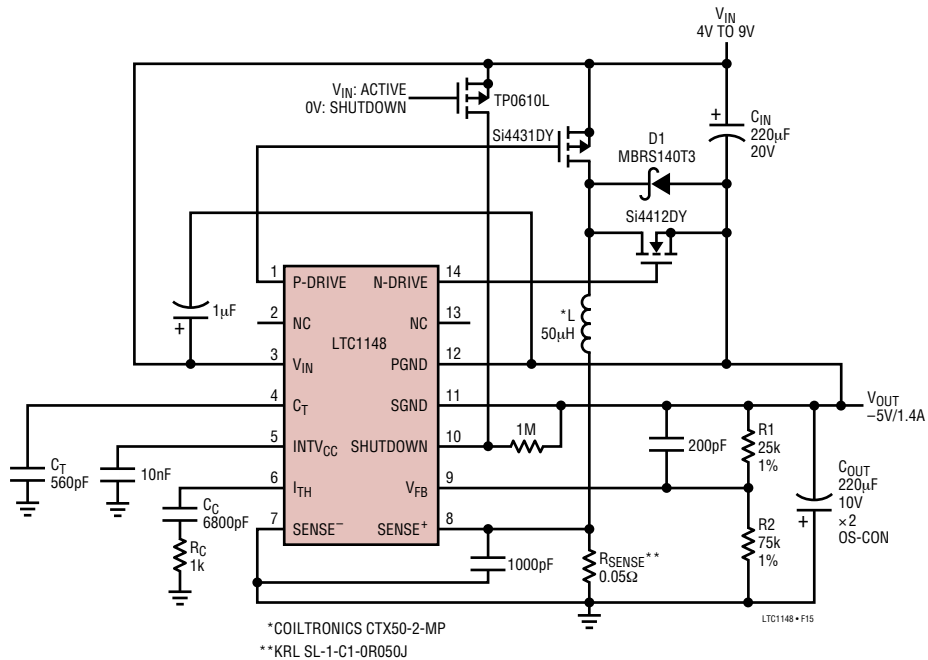 VIN
4V TO 9V
VIN: ACTIVE
0V: SHUTDOWN
TP0610L
Si4431DY
D1
MBRS140T3
+
CIN
220µF
20V
Si4412DY
1
P-DRIVE
N-DRIVE
14
1µF
+
2
NC
NC
13
*L
50µH
LTC1148
3
VIN
PGND
12
4
CT
SGND
11
VOUT
–5V/1.4A
5
INTVCC
SHUTDOWN
10
1M
200pF
R1
25k
1%
CT
560pF
10nF
6
ITH
VFB
9
COUT
220µF
10V
×2
OS-CON
+
CC
6800pF
7
SENSE–
SENSE+
8
R2
75k
1%
RC
1k
1000pF
RSENSE**
0.05Ω
LTC1148 • F15
*COILTRONICS CTX50-2-MP
**KRL SL-1-C1-0R050J